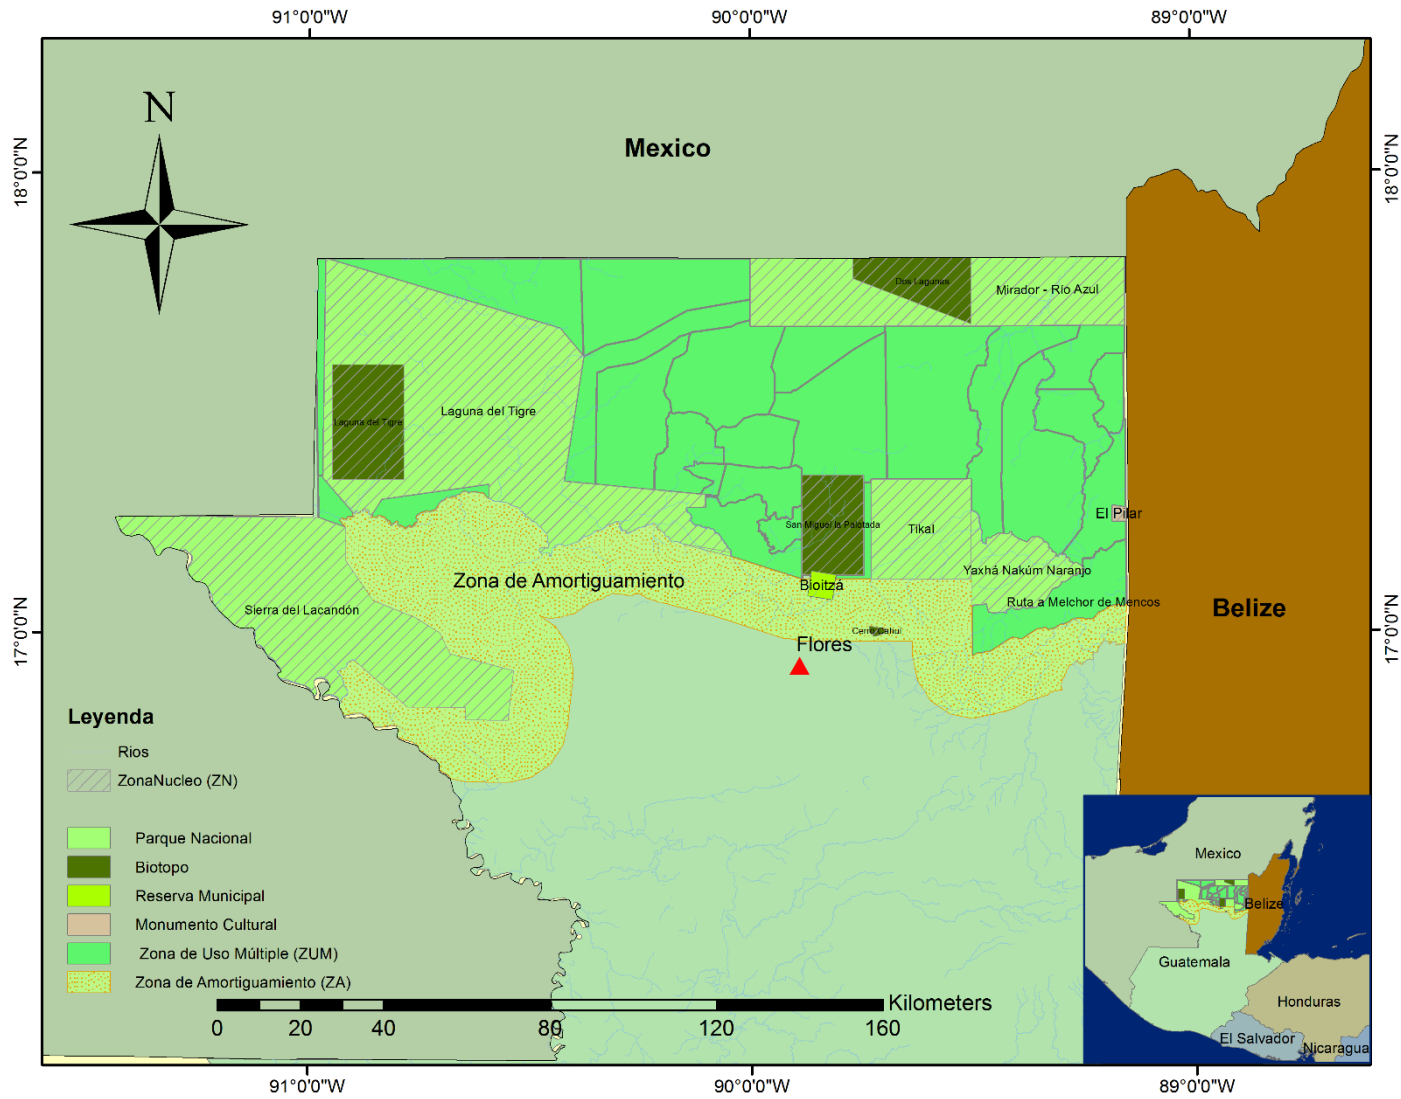 91°0'0"W
90°0'0"W
89°0'0"W
N
Mexico
18°0'0"N
18°0'0"N
Dos Lagunas
Mirador - Río Azul
Laguna del Tigre
Laguna del Tigre
El Pilar
San Miguel la Palotada
Tikal
Yaxhá Nakúm Naranjo
Zona de Amortiguamiento
Bioitzá
Ruta a Melchor de Mencos
Sierra del Lacandón
Belize
Cerro Cahui
17°0'0"N
17°0'0"N
Flores
Leyenda
Rios
ZonaNucleo (ZN)
Parque Nacional
Biotopo
Reserva Municipal
Monumento Cultural
Zona de Uso Múltiple (ZUM)
Zona de Amortiguamiento (ZA)
Kilometers
0 20 40 80 120 160
Mexico
Belize
Guatemala
Honduras
El Salvador
Nicaragua
91°0'0"W
90°0'0"W
89°0'0"W